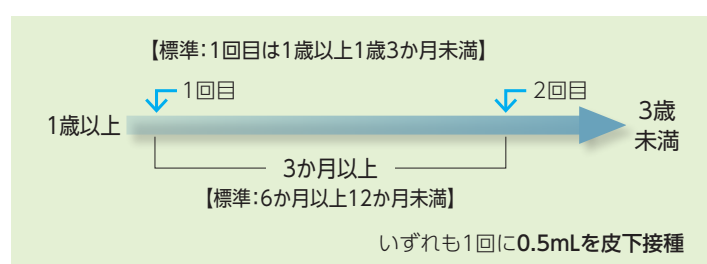 【標準:1回目は1歳以上1歳3か月未満】
1回目
2回目
1歳以上
3歳
未満
3か月以上
【標準:6か月以上12か月未満】
いずれも1回に0.5mLを皮下接種